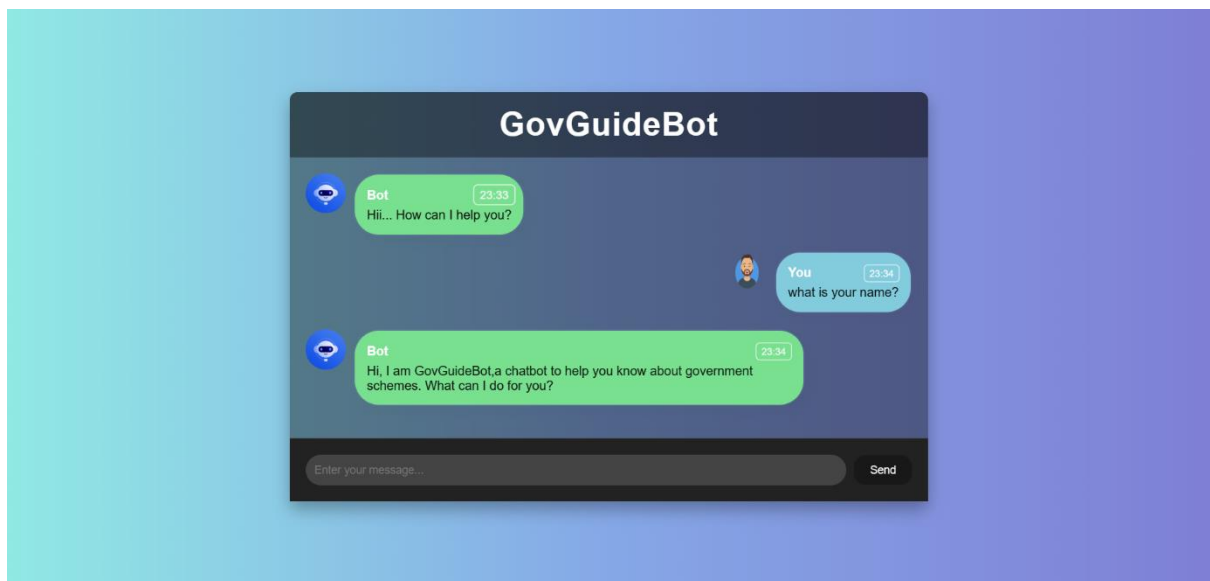 GovGuideBot
Bot 23:33
Hii... How can I help you?
You 23:34
what is your name?
Bot 23:34
Hi, I am GovGuideBot,a chatbot to help you know about government
schemes. What can I do for you?
Enter your message... Send